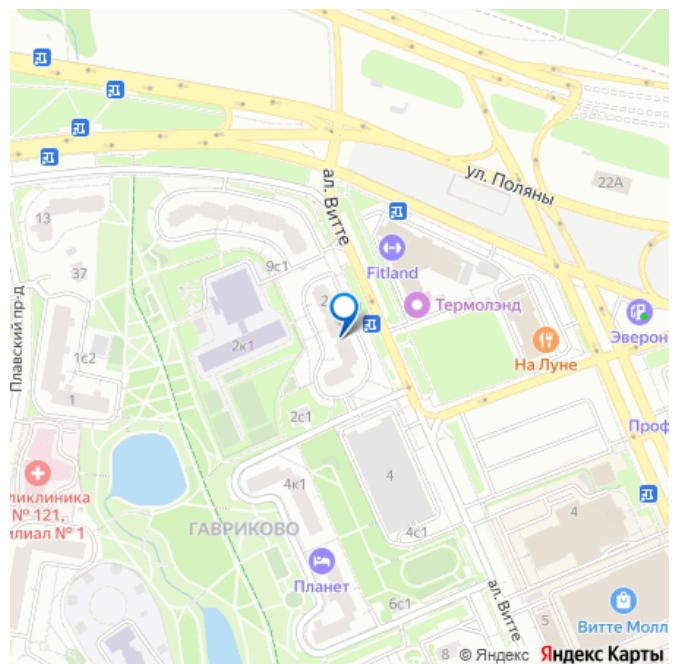 ул. Поляны
22А
ал. Витте
13
Fitland
9с1
37
Термолэнд
Плавский пр-д
2
Эверон
2к1
На Луне
1с2
1
2с1
Проф
4
4к1
ликлиника
№ 121,
илиал № 1
4
ГАВРИКОВО
4с1
Планет
ал. Витте
6с1
5
Витте Молл
8
© Яндекс Яндекс Карты